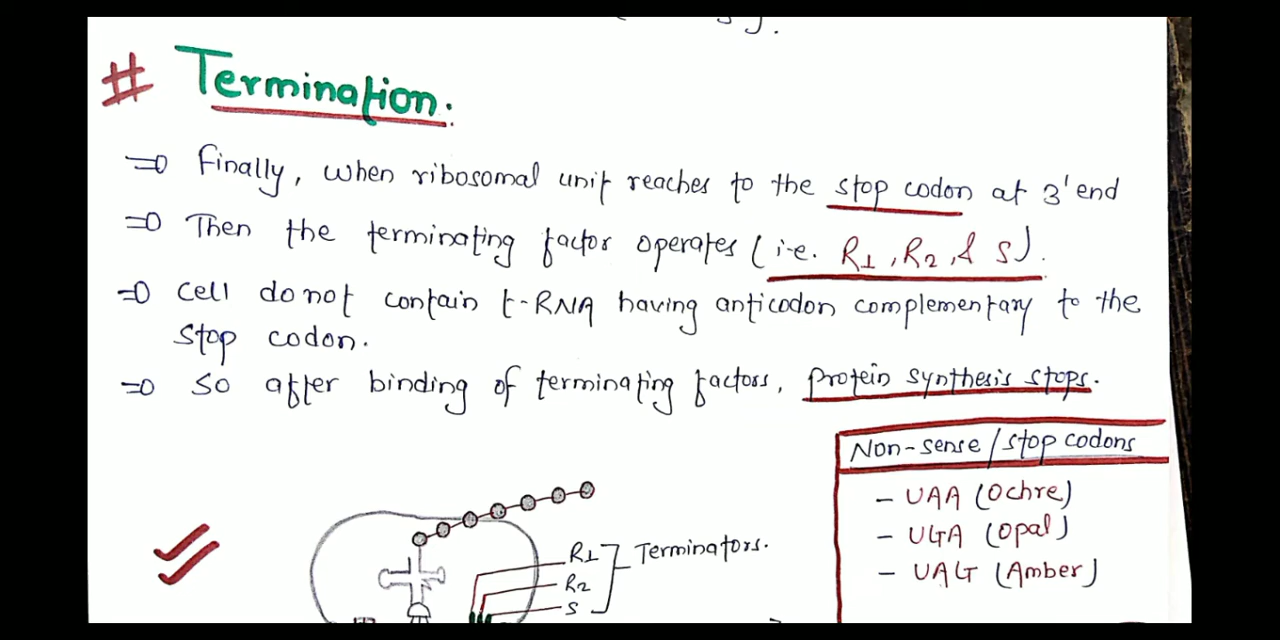 # Termination.
=> Finally, when ribosomal unit reaches to the stop codon at 3' end
=> Then the terminating factor operates (i.e. R1, R2, & S).
=> Cell do not contain t-RNA having anticodon complementary to the
stop codon.
=> So after binding of terminating factors, protein synthesis stops.
Non-sense / stop codons
- UAA (Ochre)
- UGA (Opal)
- UAG (Amber)
R1
R2
S
Terminators.